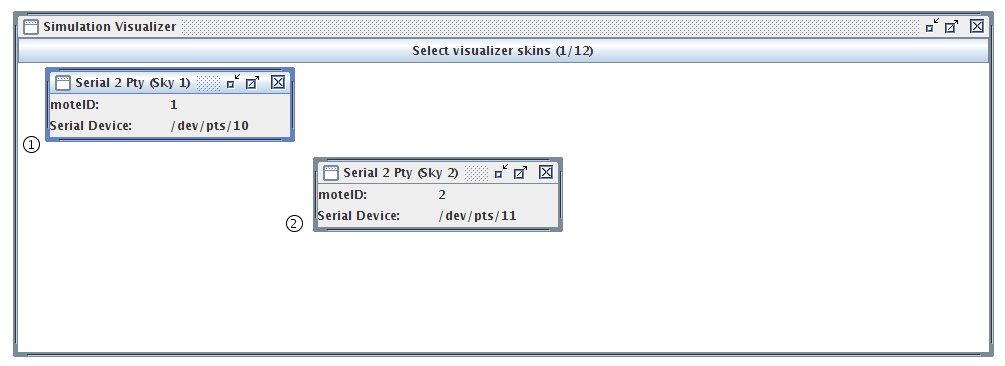 Simulation Visualizer
Select visualizer skins (1/12)
Serial 2 Pty (Sky 1)
moteID: 1
Serial Device: /dev/pts/10
1
Serial 2 Pty (Sky 2)
moteID: 2
Serial Device: /dev/pts/11
2